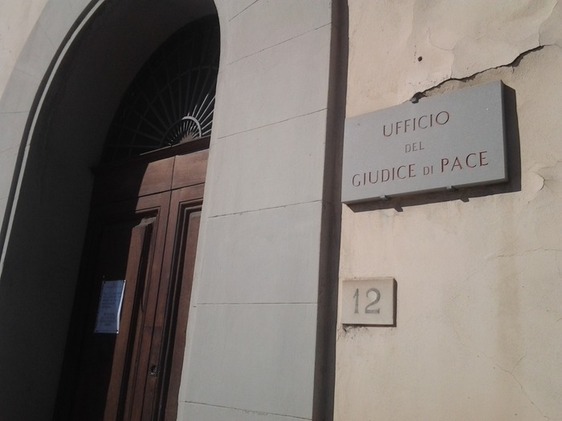 UFFICIO
DEL
GIUDICE DI PACE
12